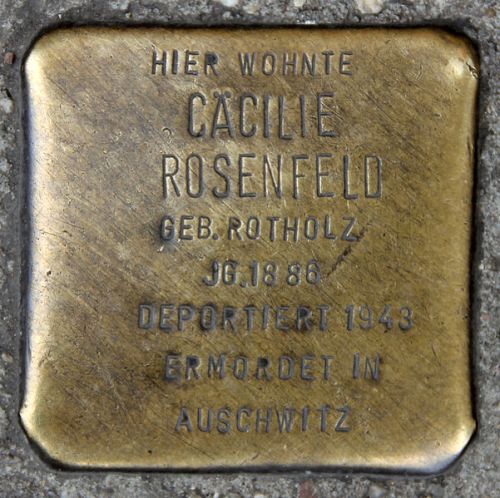 HIER WOHNTE
CÄCILIE
ROSENFELD
GEB. ROTHOLZ
JG. 1886
DEPORTIERT 1943
ERMORDET IN
AUSCHWITZ